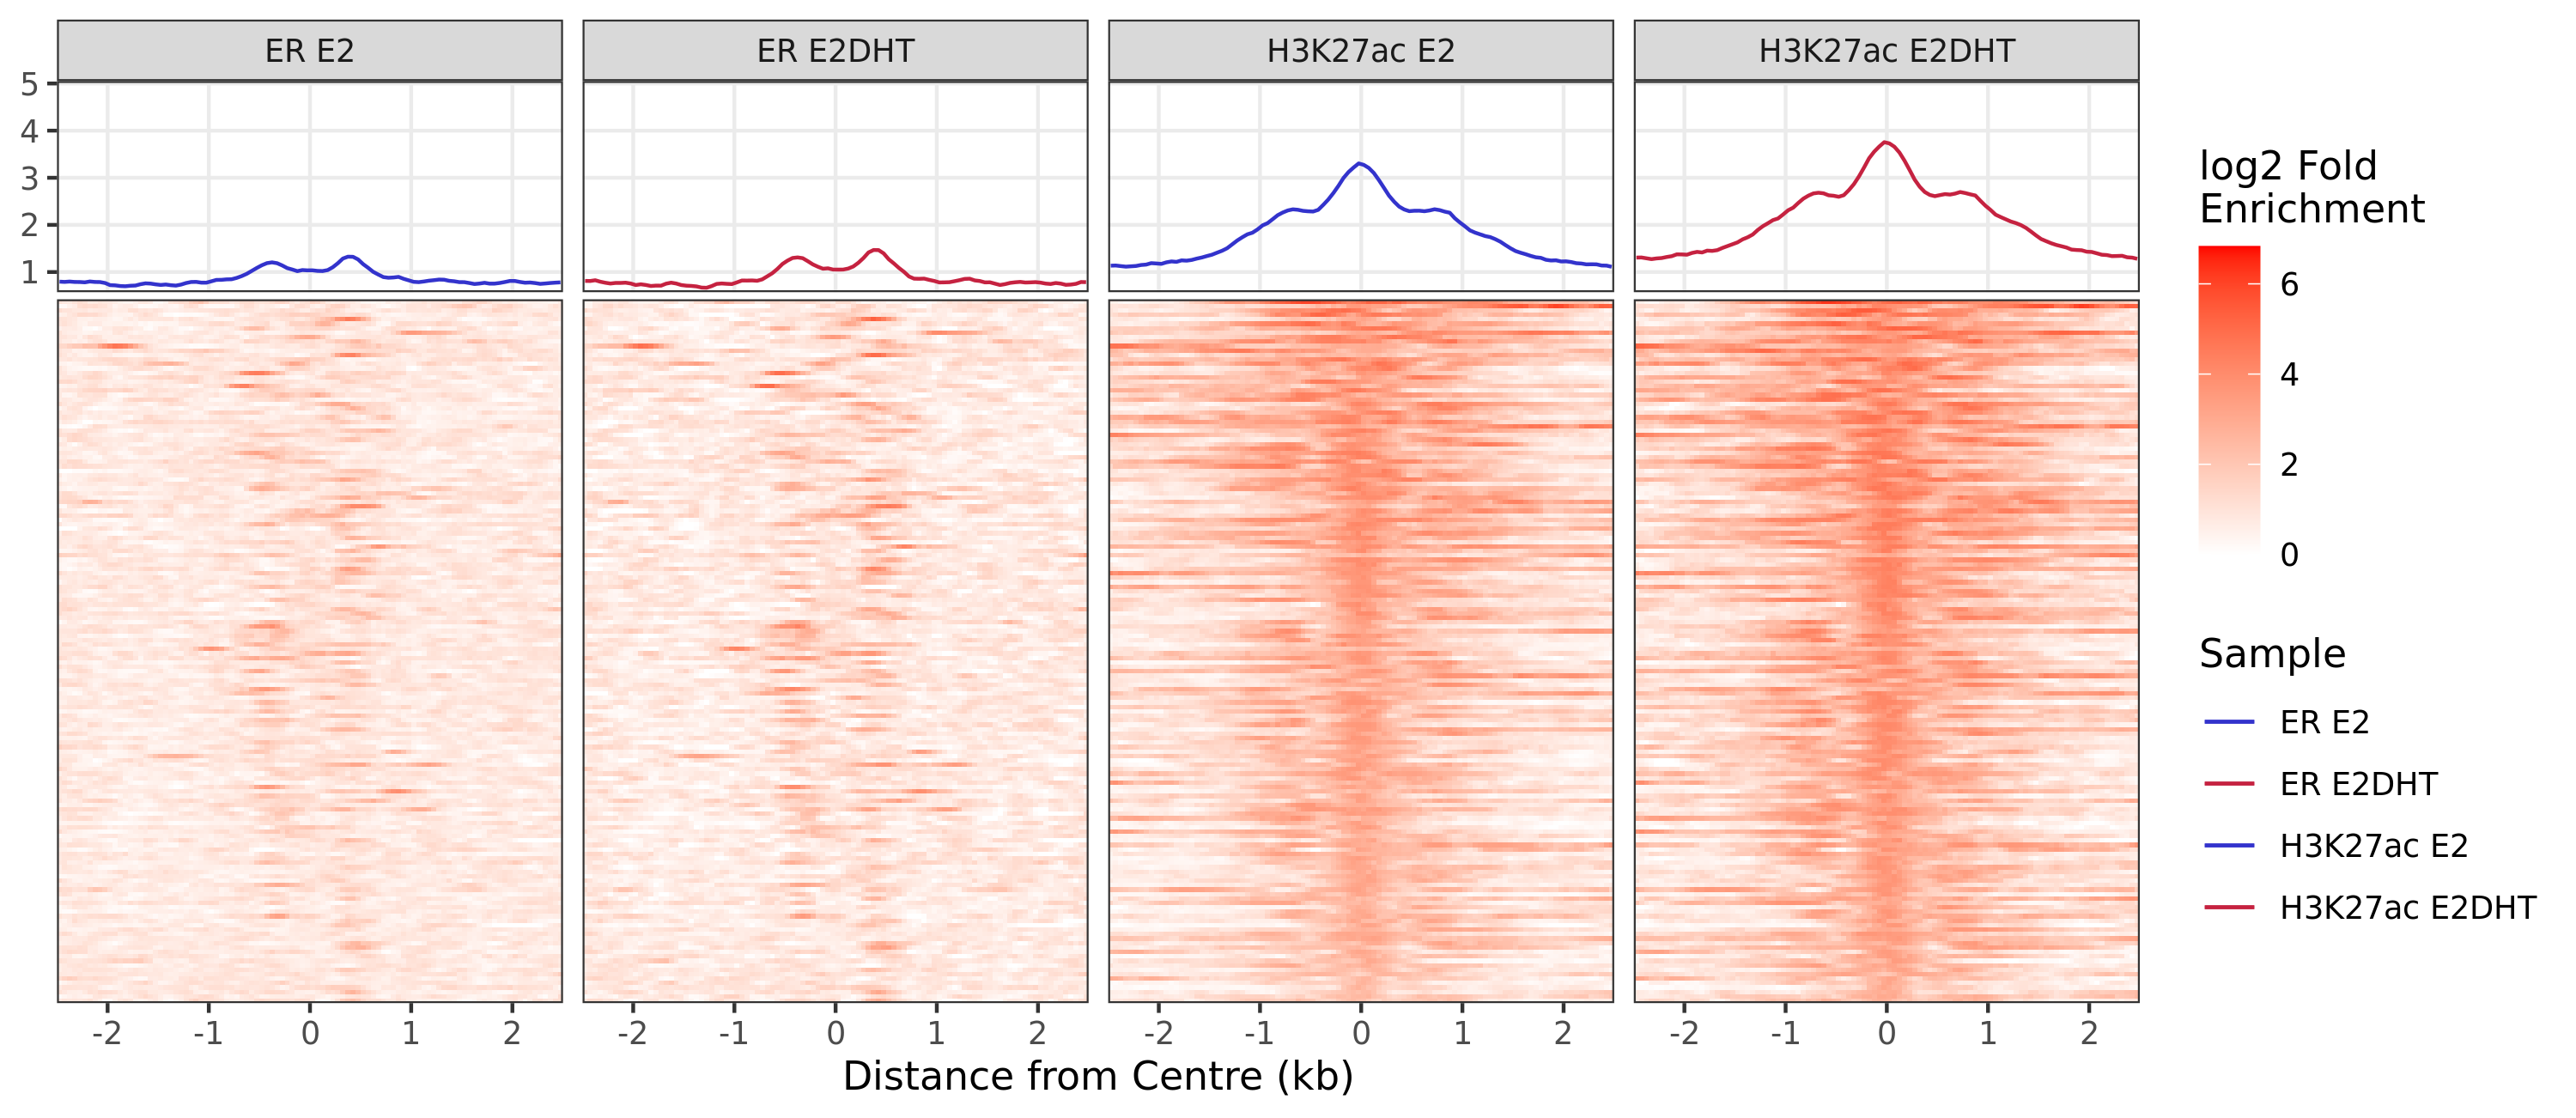 ER E2
ER E2DHT
H3K27ac E2
H3K27ac E2DHT
5
4
3
2
1
-2 -1 0 1 2
-2 -1 0 1 2
-2 -1 0 1 2
-2 -1 0 1 2
Distance from Centre (kb)
log2 Fold
Enrichment
6
4
2
0
Sample
ER E2
ER E2DHT
H3K27ac E2
H3K27ac E2DHT